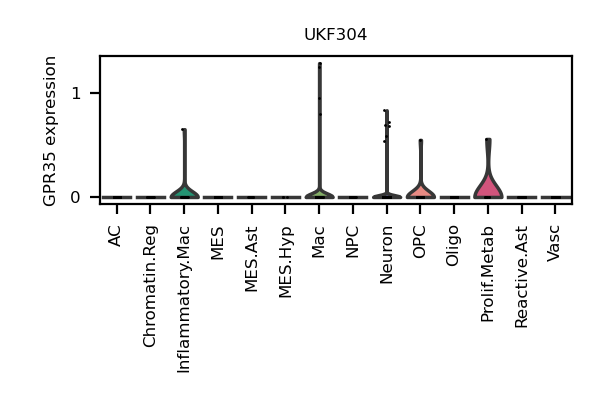 UKF304
GPR35 expression
1
0
AC
Chromatin.Reg
Inflammatory.Mac
MES
MES.Ast
MES.Hyp
Mac
NPC
Neuron
OPC
Oligo
Prolif.Metab
Reactive.Ast
Vasc